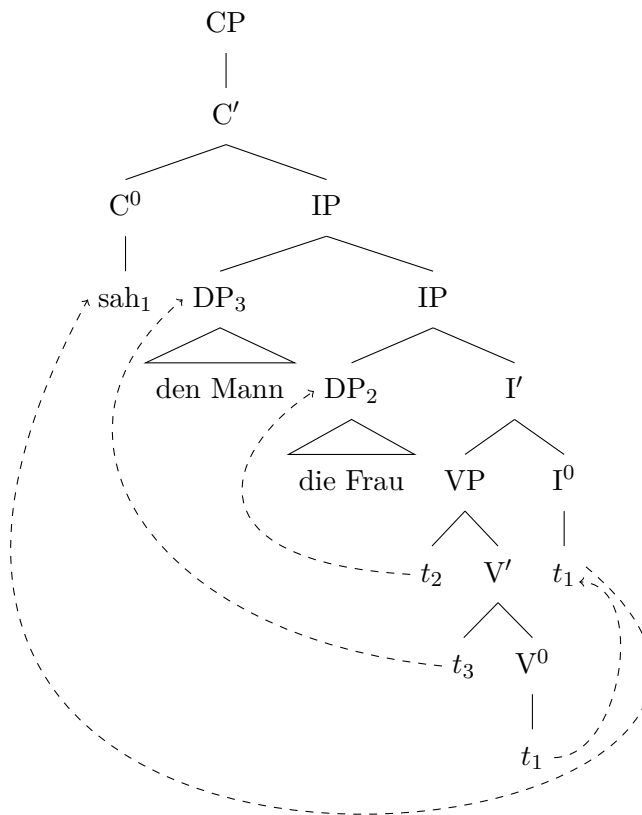 CP
C′
C⁰ IP
sah₁ DP₃ IP
den Mann DP₂ I′
die Frau VP I⁰
t₂ V′ t₁
t₃ V⁰
t₁